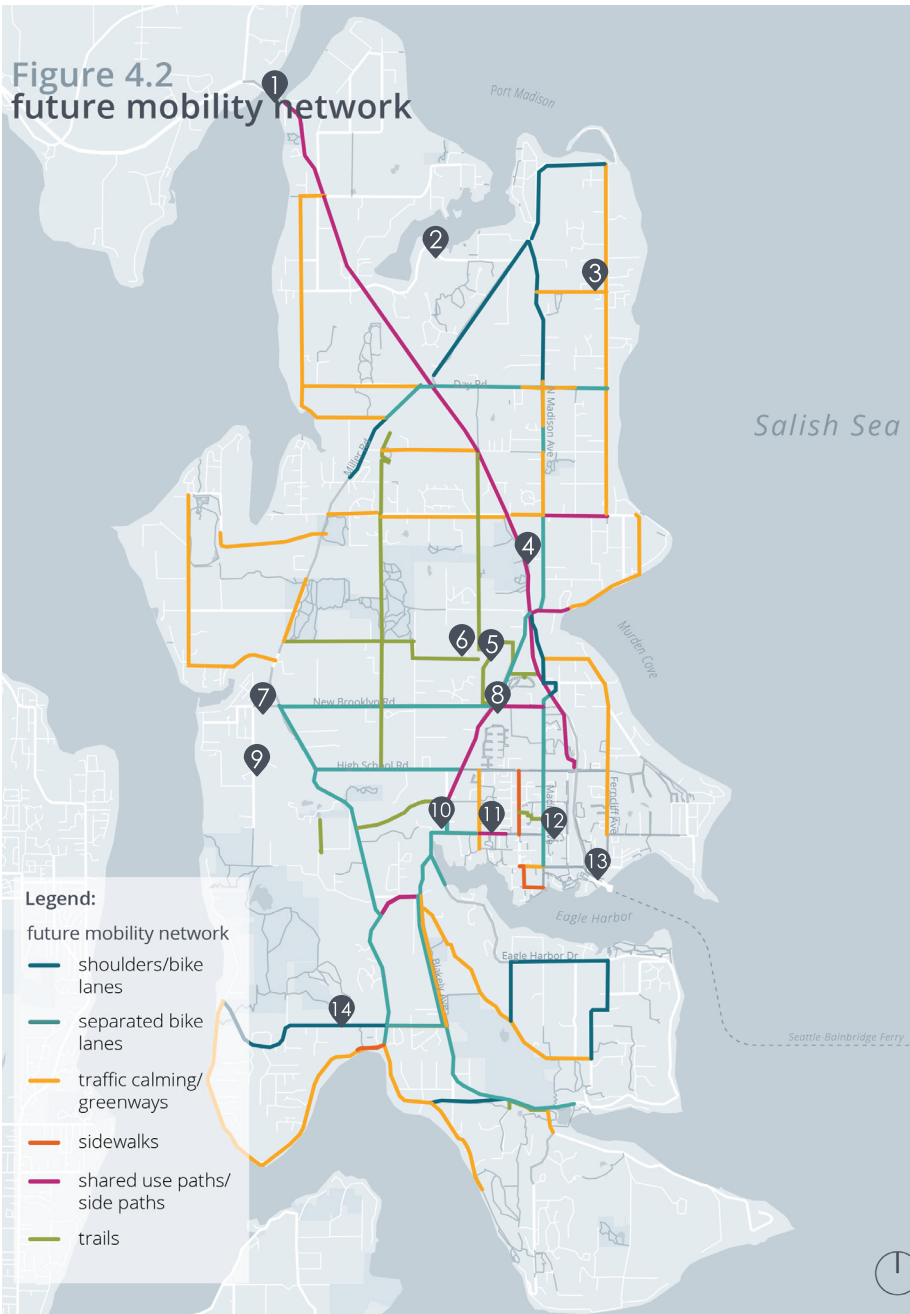 Figure 4.2
future mobility network
1
Port Madison
2
3
Day Rd
N Madison Ave
Salish Sea
Miller Rd
4
Murden Cove
6
5
7
8
New Brooklyn Rd
9
High School Rd
Ferncliff Ave
10
11
12
13
Eagle Harbor
Eagle Harbor Dr
Blakely Ave
14
Seattle-Bainbridge Ferry
Legend:
future mobility network
shoulders/bike
lanes
separated bike
lanes
traffic calming/
greenways
sidewalks
shared use paths/
side paths
trails